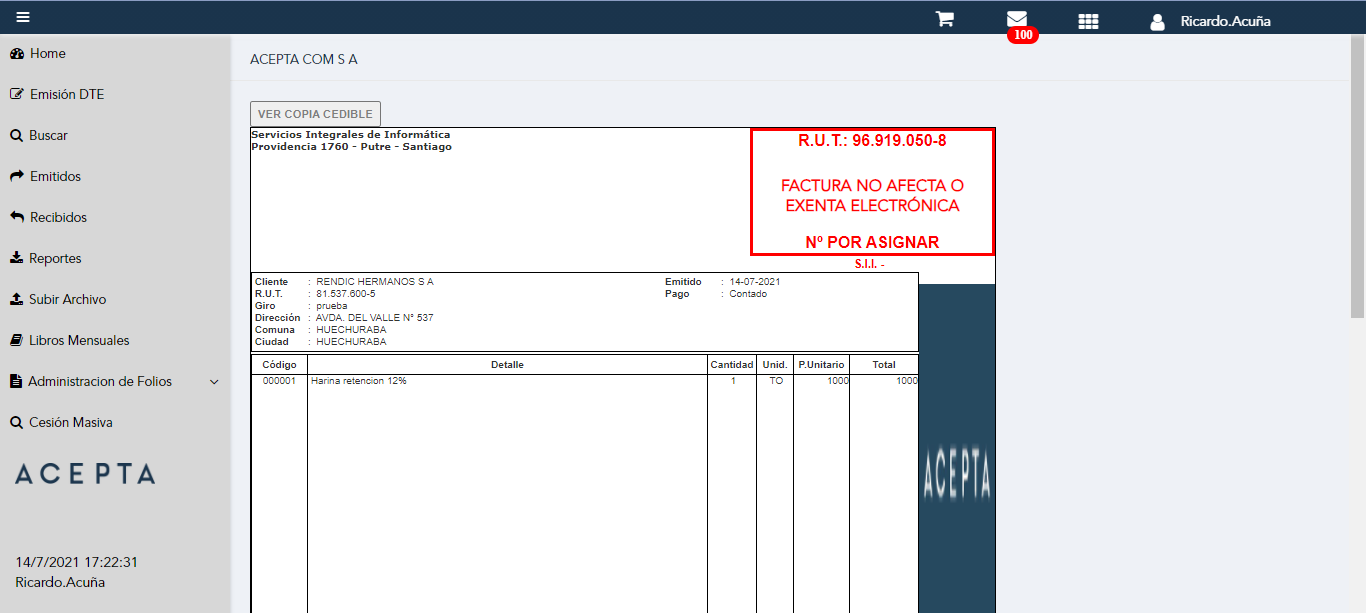 100
Ricardo.Acuña
Home
Emisión DTE
Buscar
Emitidos
Recibidos
Reportes
Subir Archivo
Libros Mensuales
Administracion de Folios
Cesión Masiva
ACEPTA
14/7/2021 17:22:31
Ricardo.Acuña
ACEPTA COM S A
VER COPIA CEDIBLE
Servicios Integrales de Informática
Providencia 1760 - Putre - Santiago
R.U.T.: 96.919.050-8
FACTURA NO AFECTA O
EXENTA ELECTRÓNICA
Nº POR ASIGNAR
S.I.I. -
Cliente : RENDIC HERMANOS S A Emitido : 14-07-2021
R.U.T. : 81.537.600-5 Pago : Contado
Giro : prueba
Dirección : AVDA. DEL VALLE N° 537
Comuna : HUECHURABA
Ciudad : HUECHURABA
Código Detalle Cantidad Unid. P.Unitario Total
000001 Harina retencion 12% 1 TO 1000 1000
ACEPTA